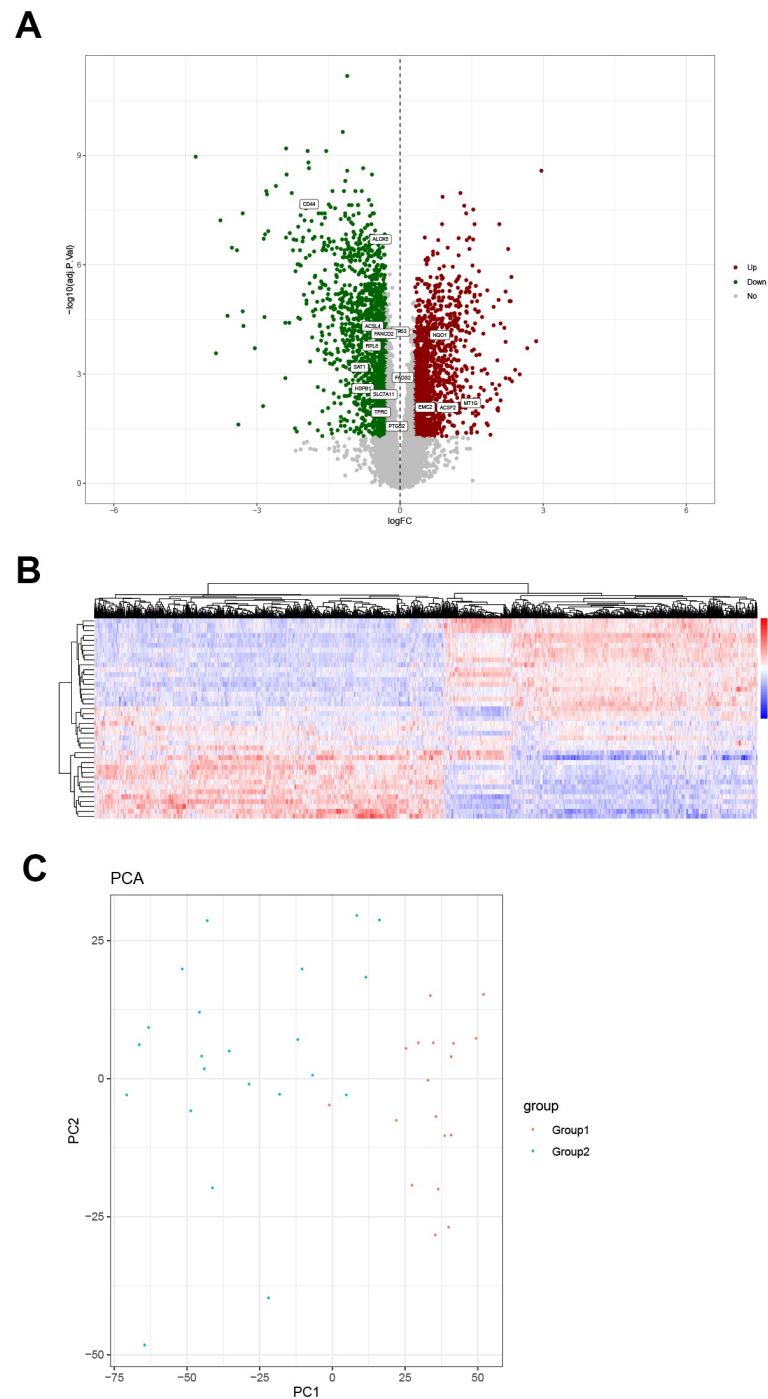 A
9
6
3
0
-log10(adj.P.Val)
CD44
ALOX5
ACSL4
FANCD2
RPL8
SAT1
HSPB1
SLC7A11
TFRC
PTGS2
FADS2
NQO1
EMC2
ACSF2
MT1G
−6
−3
0
3
6
logFC
Up
Down
No
B
C
PCA
25
0
−25
−50
PC2
−75
−50
−25
0
25
50
PC1
group
Group1
Group2